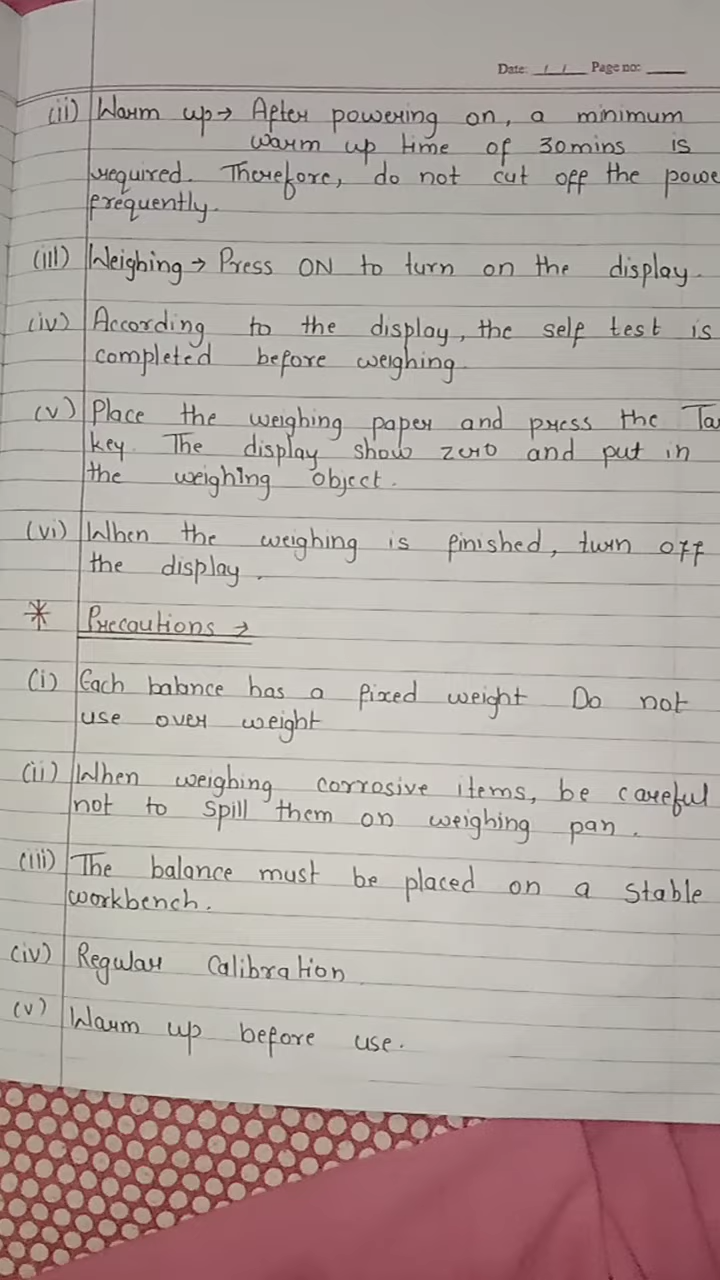 Date: __/__/__ Page no: ____
(ii) Warm up → After powering on, a minimum
warm up time of 30mins is
required. Therefore, do not cut off the powe
frequently.
(iii) Weighing → Press ON to turn on the display.
(iv) According to the display, the self test is
completed before weighing.
(v) Place the weighing paper and press the Ta
key. The display show zero and put in
the weighing object.
(vi) When the weighing is finished, turn off
the display.
* Precautions →
(i) Each balance has a fixed weight Do not
use over weight
(ii) When weighing corrosive items, be careful
not to spill them on weighing pan.
(iii) The balance must be placed on a stable
workbench.
(iv) Regular Calibration
(v) Warm up before use.